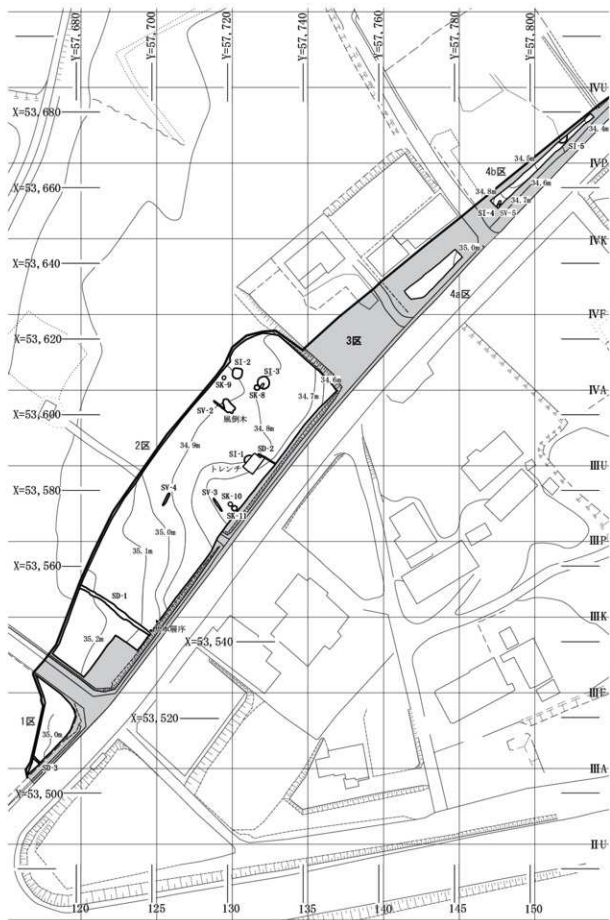 Y=57,680
Y=57,700
Y=57,720
Y=57,740
Y=57,760
Y=57,780
Y=57,800
IVU
X=53,680
34.4m
SI-5
4b区
34.5m
IVP
X=53,660
34.8m
34.6m
34.7m
SI-4
SV-5
IVK
35.0m
X=53,640
4a区
IVF
3区
X=53,620
SI-2
SI-3
SK-9
SK-8
34.6m
34.7m
IVA
SV-2
X=53,600
風倒木
34.8m
34.9m
2区
SI-1
SD-2
IIIU
トレンチ
SV-4
SV-3
SK-10
X=53,580
SK-11
35.0m
IIIP
35.1m
X=53,560
SD-1
IIIK
基本層序
35.2m
X=53,540
IIIF
1区
X=53,520
35.0m
SD-3
IIIA
X=53,500
IIU
120
125
130
135
140
145
150